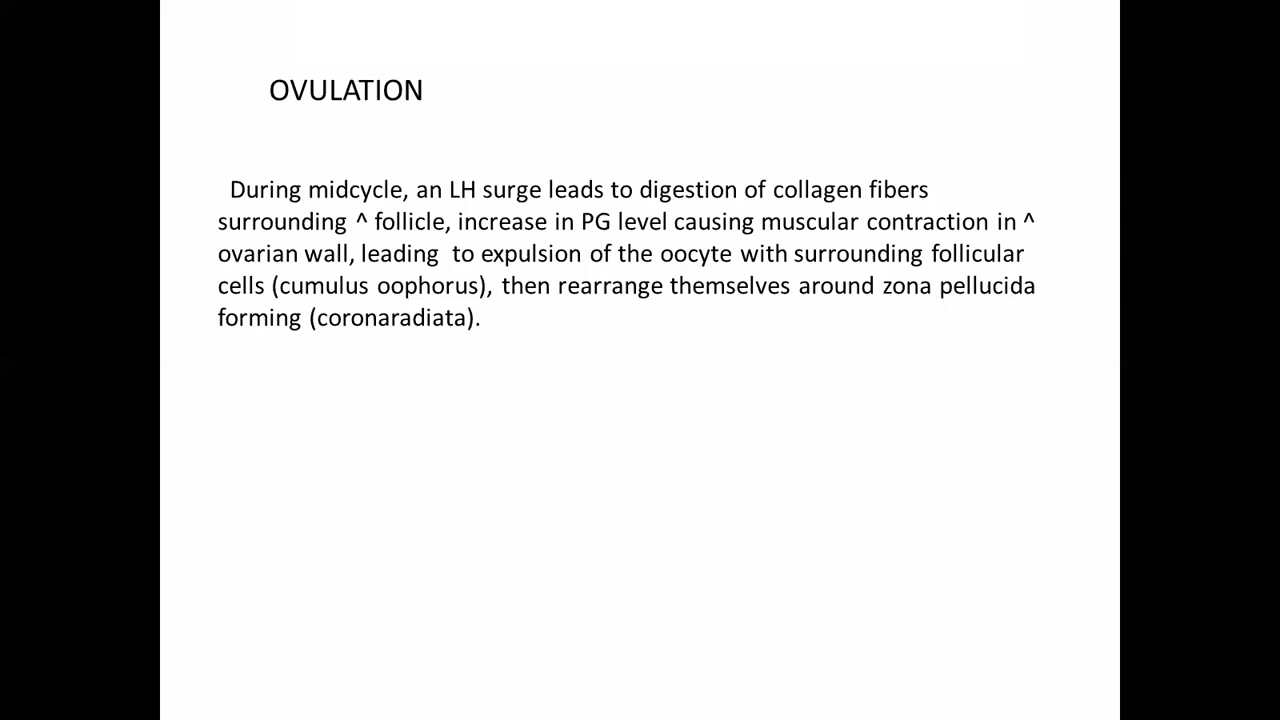 OVULATION
During midcycle, an LH surge leads to digestion of collagen fibers
surrounding ^ follicle, increase in PG level causing muscular contraction in ^
ovarian wall, leading  to expulsion of the oocyte with surrounding follicular
cells (cumulus oophorus), then rearrange themselves around zona pellucida
forming (coronaradiata).